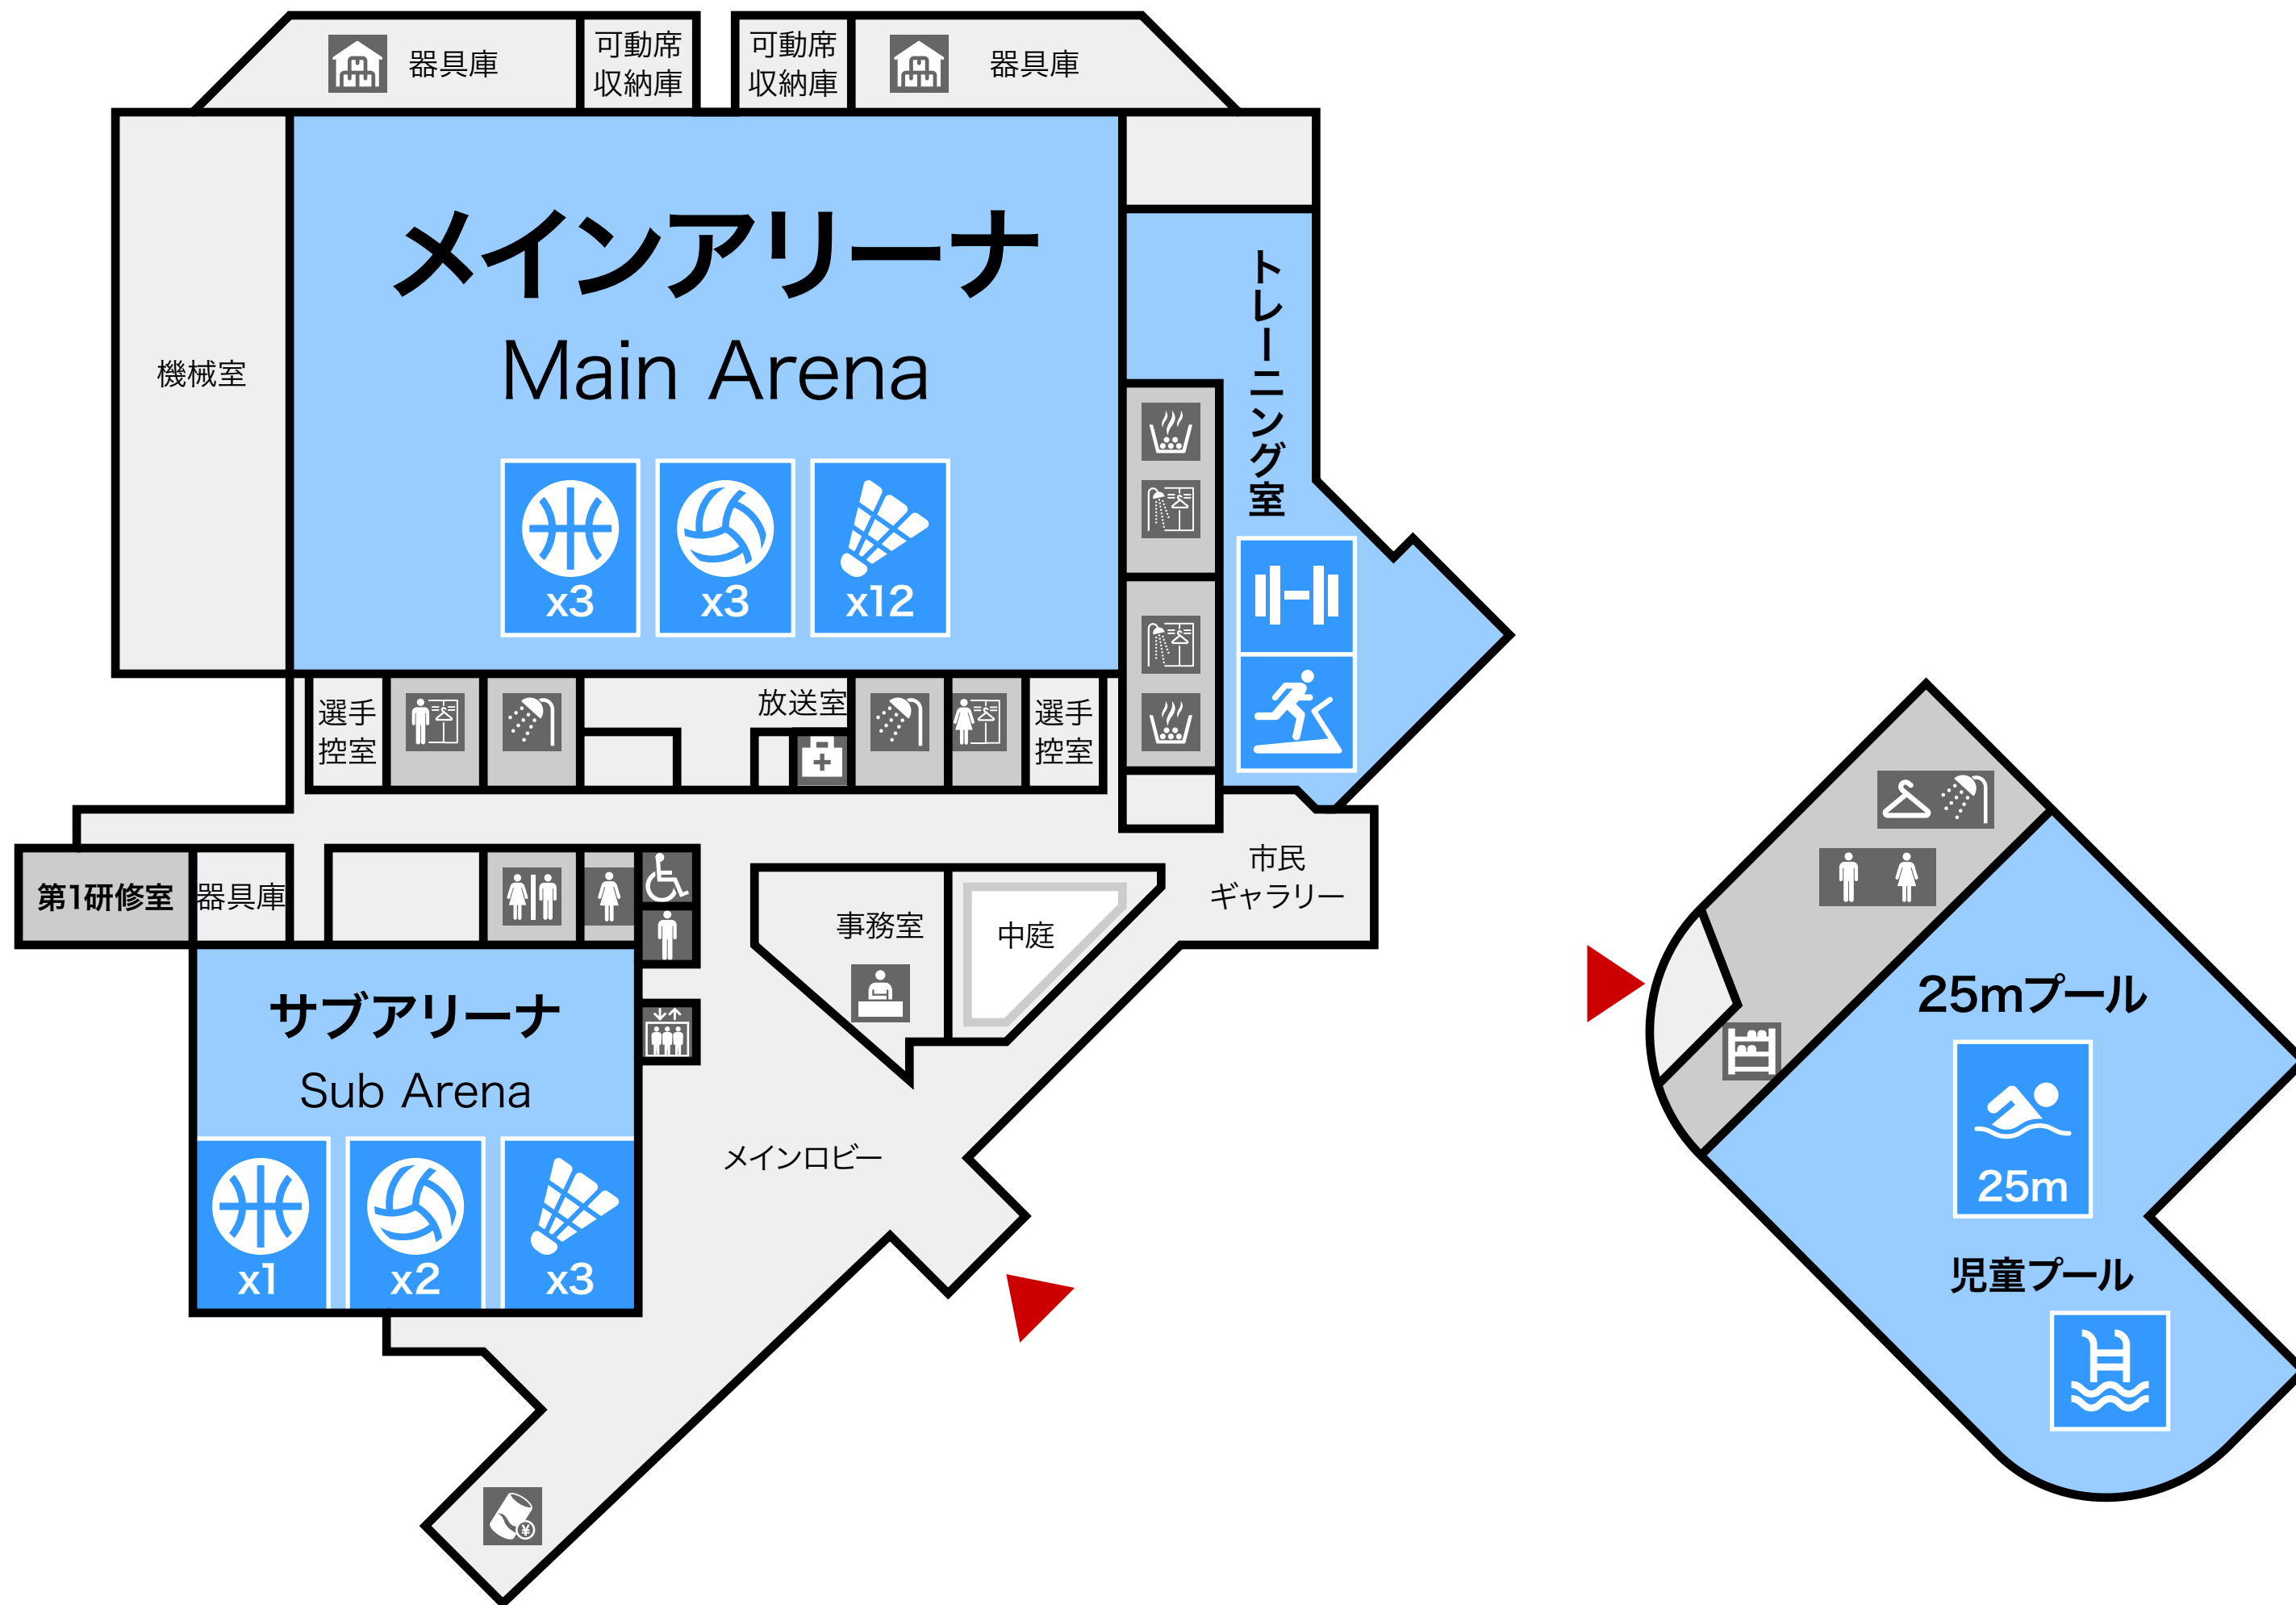 器具庫
可動席
収納庫
可動席
収納庫
器具庫
機械室
メインアリーナ
Main Arena
x3
x3
x12
トレーニング室
選手
控室
放送室
選手
控室
第1研修室
器具庫
事務室
中庭
市民
ギャラリー
サブアリーナ
Sub Arena
x1
x2
x3
メインロビー
¥
25mプール
25m
児童プール